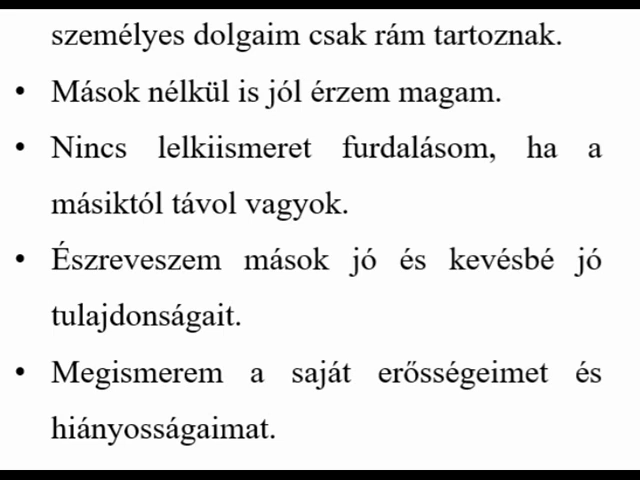 személyes dolgaim csak rám tartoznak.
• Mások nélkül is jól érzem magam.
• Nincs lelkiismeret furdalásom, ha a
másiktól távol vagyok.
• Észreveszem mások jó és kevésbé jó
tulajdonságait.
• Megismerem a saját erősségeimet és
hiányosságaimat.